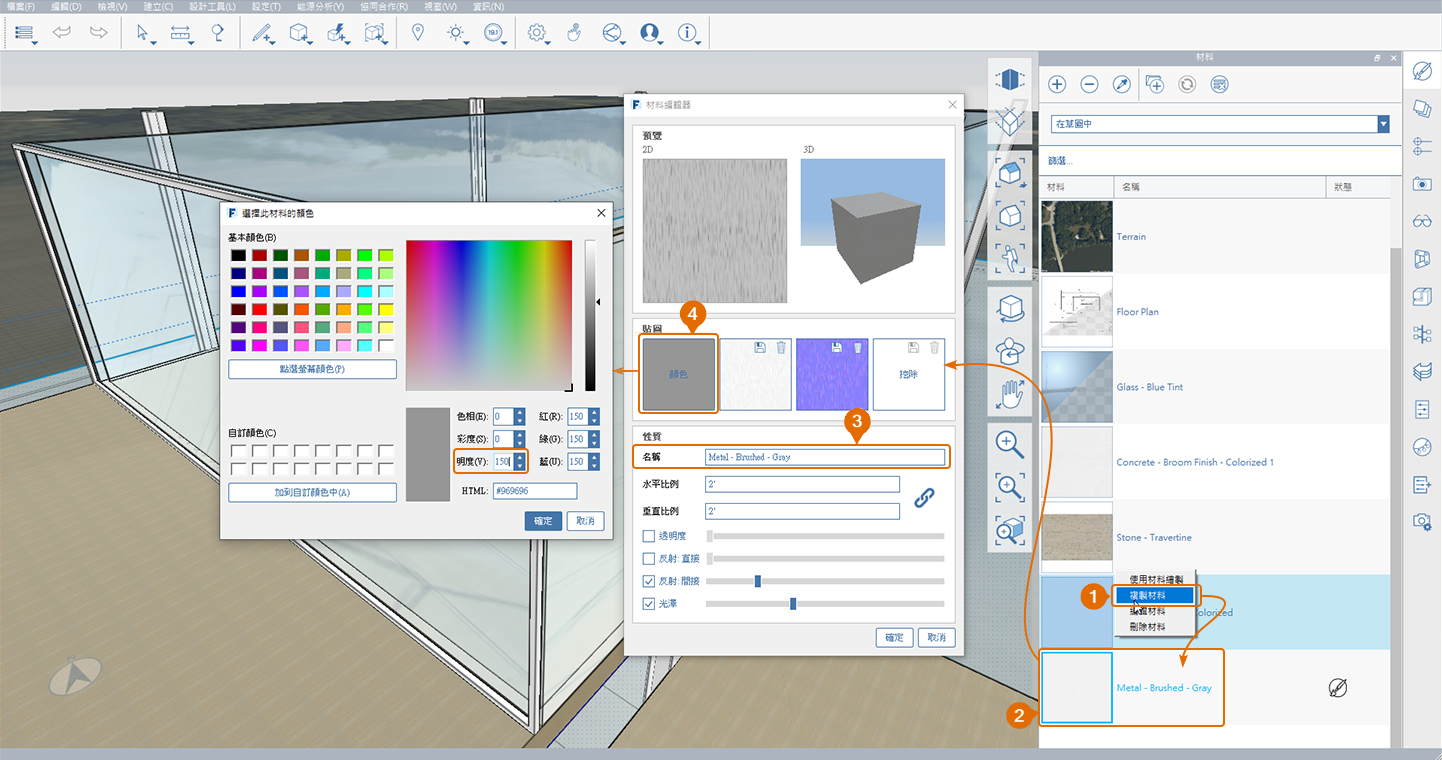 檔案(F) 編輯(D) 檢視(V) 建立(C) 設計工具(L) 設定(T) 能源分析(Y) 協同合作(R) 視窗(W) 資訊(N)
19.1
材料
在草圖中
篩選...
材料 名稱 狀態
Terrain
Floor Plan
Glass - Blue Tint
Concrete - Broom Finish - Colorized 1
Stone - Travertine
使用材料繪製
1
複製材料
編輯材料
刪除材料
Colorized
2
Metal - Brushed - Gray
材料編輯器
預覽
2D
3D
4
貼圖
顏色
挖除
3
性質
名稱
Metal - Brushed - Gray
水平比例
2'
垂直比例
2'
透明度
反射: 直接
反射: 間接
光澤
確定
取消
選擇此材料的顏色
基本顏色(B)
點選螢幕顏色(P)
自訂顏色(C)
加到自訂顏色中(A)
色相(E): 0 紅(R): 150
彩度(S): 0 綠(G): 150
明度(V): 150 藍(U): 150
HTML: #969696
確定
取消